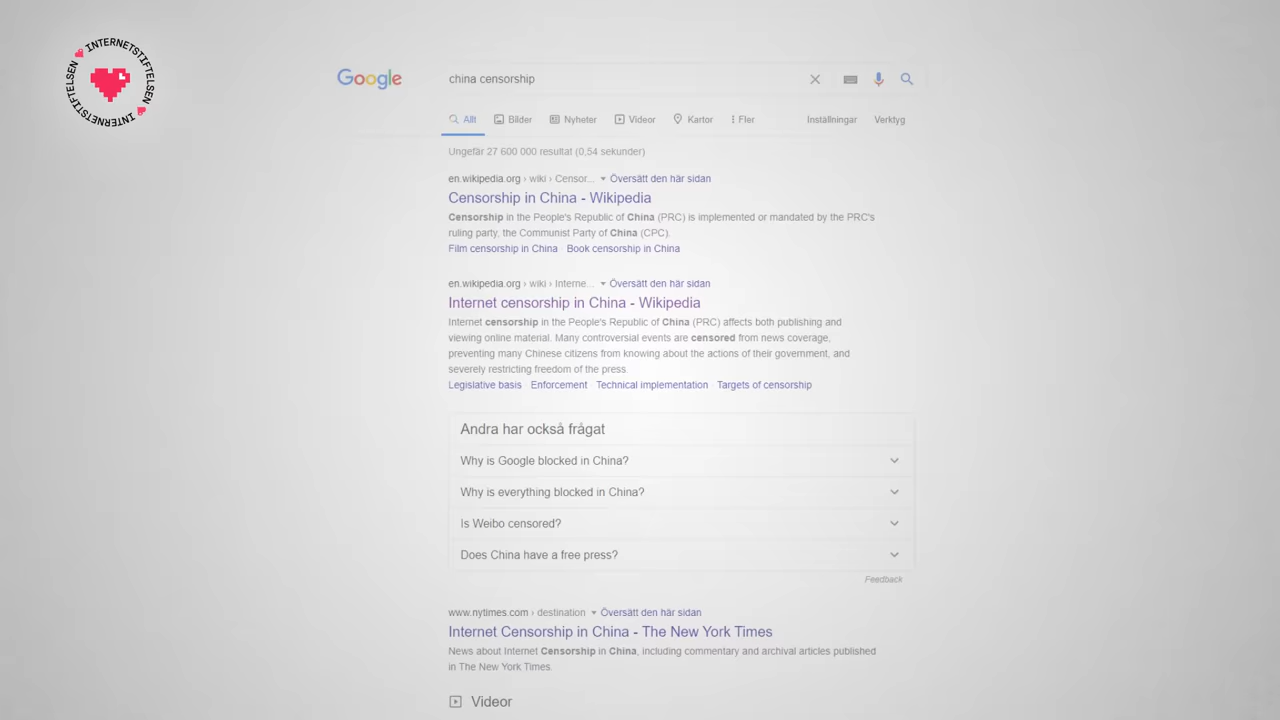 INTERNETSTIFTELSEN INTERNETSTIFTELSEN
Google china censorship
Allt Bilder Nyheter Videor Kartor Fler Inställningar Verktyg
Ungefär 27 600 000 resultat (0,54 sekunder)
en.wikipedia.org › wiki › Censor... Översätt den här sidan
Censorship in China - Wikipedia
Censorship in the People's Republic of China (PRC) is implemented or mandated by the PRC's
ruling party, the Communist Party of China (CPC).
Film censorship in China · Book censorship in China
en.wikipedia.org › wiki › Interne... Översätt den här sidan
Internet censorship in China - Wikipedia
Internet censorship in the People's Republic of China (PRC) affects both publishing and
viewing online material. Many controversial events are censored from news coverage,
preventing many Chinese citizens from knowing about the actions of their government, and
severely restricting freedom of the press.
Legislative basis · Enforcement · Technical implementation · Targets of censorship
Andra har också frågat
Why is Google blocked in China?
Why is everything blocked in China?
Is Weibo censored?
Does China have a free press?
Feedback
www.nytimes.com › destination Översätt den här sidan
Internet Censorship in China - The New York Times
News about Internet Censorship in China, including commentary and archival articles published
in The New York Times.
Videor